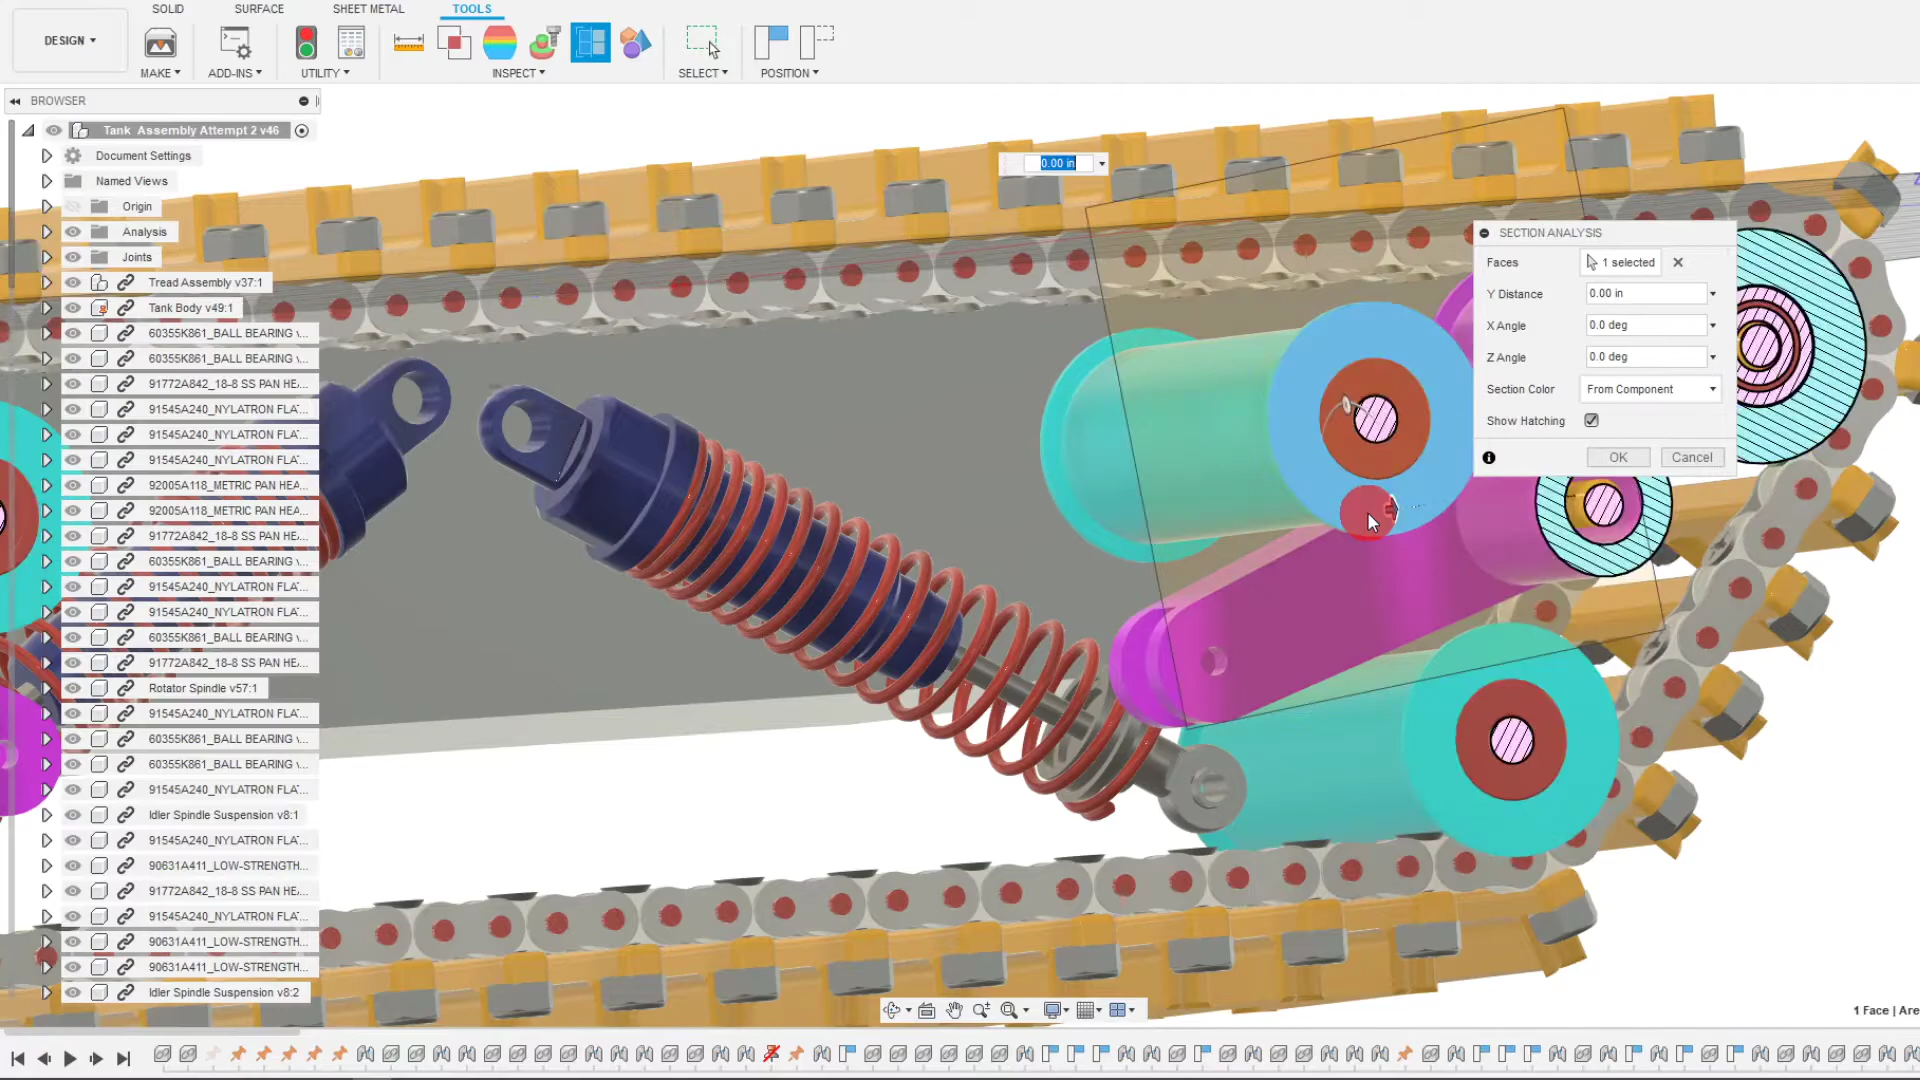 SOLID
SURFACE
SHEET METAL
TOOLS
DESIGN
MAKE
ADD-INS
UTILITY
INSPECT
SELECT
POSITION
BROWSER
Tank Assembly Attempt 2 v46
Document Settings
Named Views
Origin
Analysis
Joints
Tread Assembly v37:1
Tank Body v49:1
60355K861_BALL BEARING v...
60355K861_BALL BEARING v...
91772A842_18-8 SS PAN HE...
91545A240_NYLATRON FLA...
91545A240_NYLATRON FLA...
91545A240_NYLATRON FLA...
92005A118_METRIC PAN HEA...
92005A118_METRIC PAN HEA...
91772A842_18-8 SS PAN HE...
60355K861_BALL BEARING v...
91545A240_NYLATRON FLA...
91545A240_NYLATRON FLA...
60355K861_BALL BEARING v...
91772A842_18-8 SS PAN HE...
Rotator Spindle v57:1
91545A240_NYLATRON FLA...
60355K861_BALL BEARING v...
60355K861_BALL BEARING v...
91545A240_NYLATRON FLA...
Idler Spindle Suspension v8:1
91545A240_NYLATRON FLA...
90631A411_LOW-STRENGTH...
91772A842_18-8 SS PAN HE...
91545A240_NYLATRON FLA...
90631A411_LOW-STRENGTH...
90631A411_LOW-STRENGTH...
Idler Spindle Suspension v8:2
0.00 in
SECTION ANALYSIS
Faces 1 selected
Y Distance 0.00 in
X Angle 0.0 deg
Z Angle 0.0 deg
Section Color From Component
Show Hatching
OK Cancel
1 Face | Are